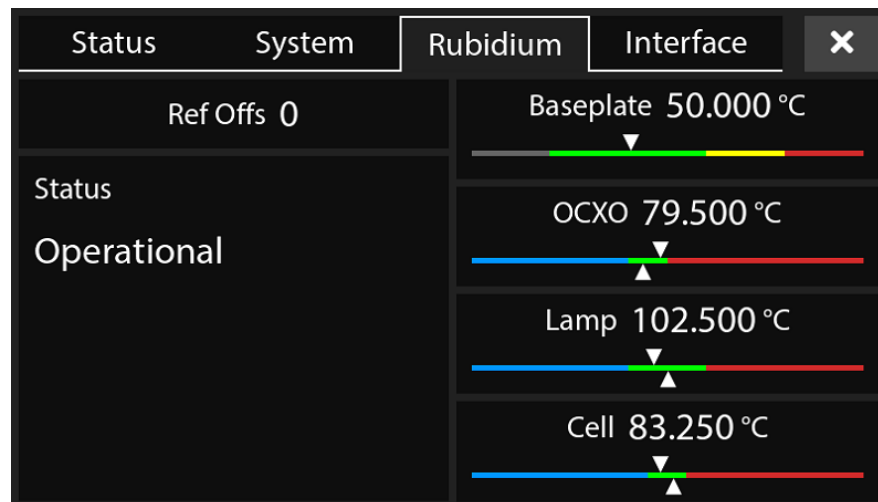 Status System Rubidium Interface ×
Ref Offs 0
Status
Operational
Baseplate 50.000 °C
OCXO 79.500 °C
Lamp 102.500 °C
Cell 83.250 °C